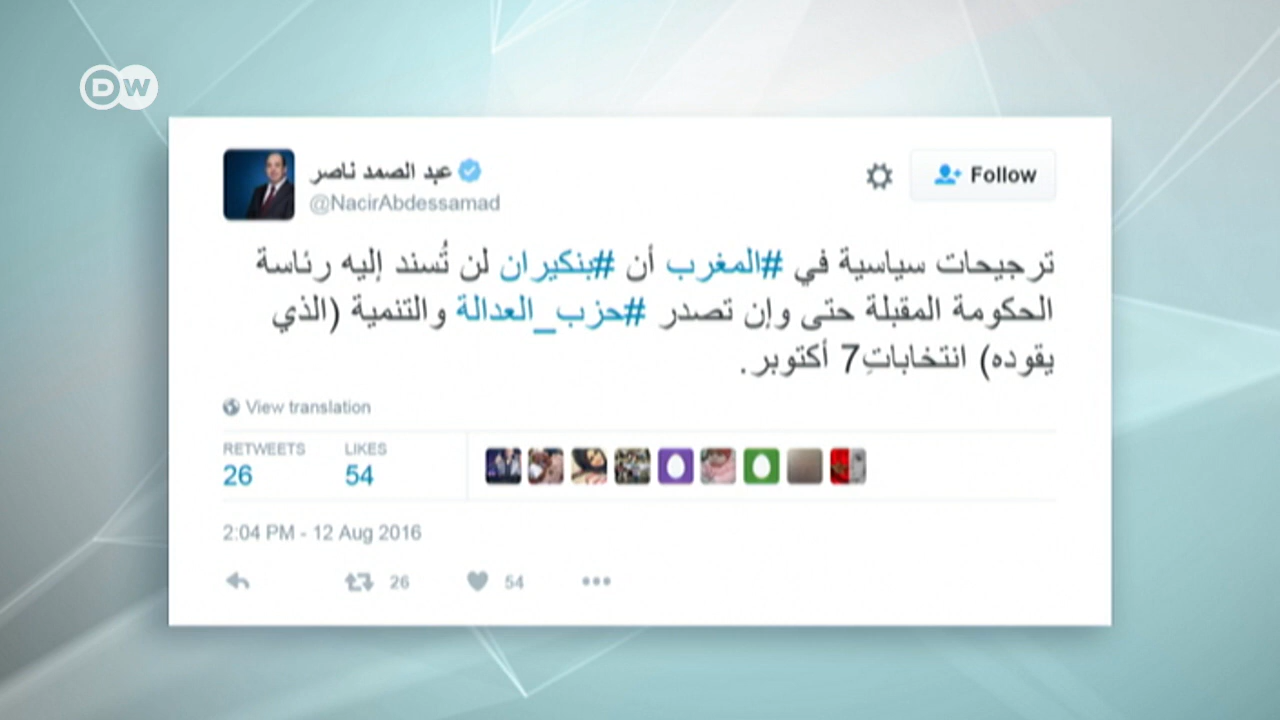 DW
عبد الصمد ناصر
@NacirAbdessamad
Follow
ترجيحات سياسية في #المغرب أن #بنكيران لن تُسند إليه رئاسة
الحكومة المقبلة حتى وإن تصدر #حزب_العدالة والتنمية (الذي
يقوده) انتخاباتِ7 أكتوبر.
View translation
RETWEETS LIKES
26 54
2:04 PM - 12 Aug 2016
26 54